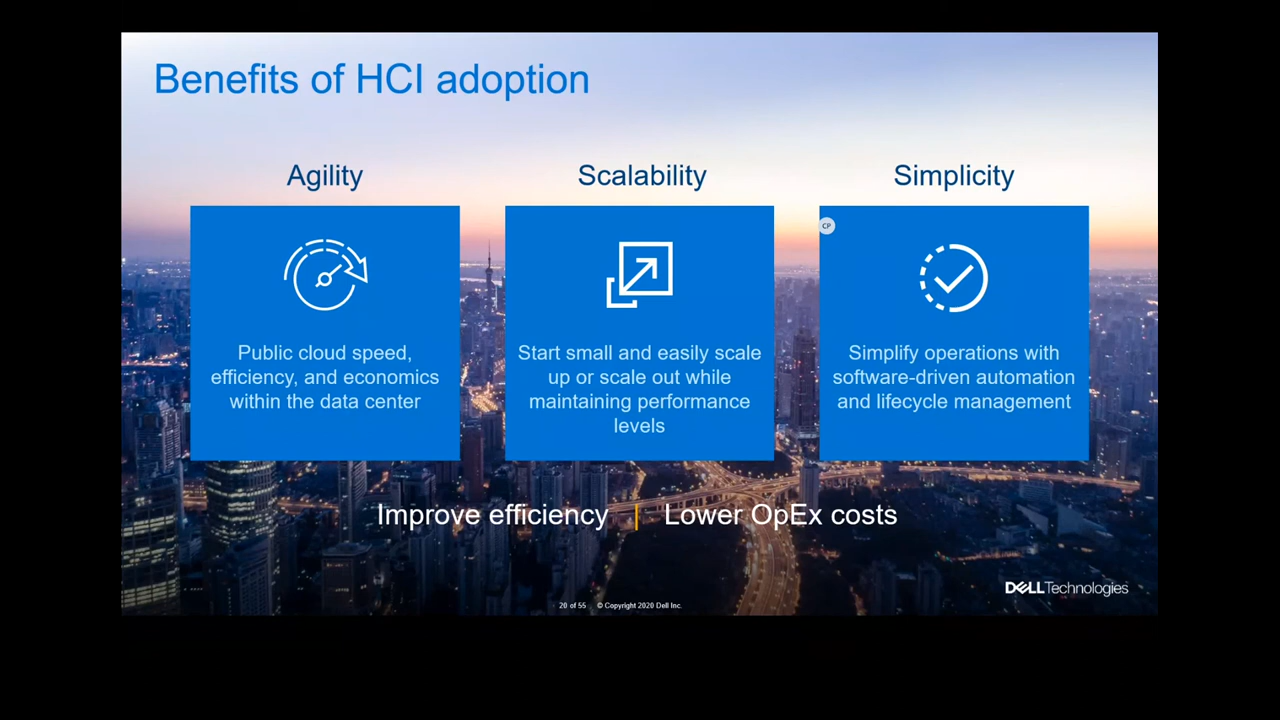 Benefits of HCI adoption
Agility
Scalability
Simplicity
CP
Public cloud speed,
efficiency, and economics
within the data center
Start small and easily scale
up or scale out while
maintaining performance
levels
Simplify operations with
software-driven automation
and lifecycle management
Improve efficiency | Lower OpEx costs
DELLTechnologies
20 of 55 © Copyright 2020 Dell Inc.